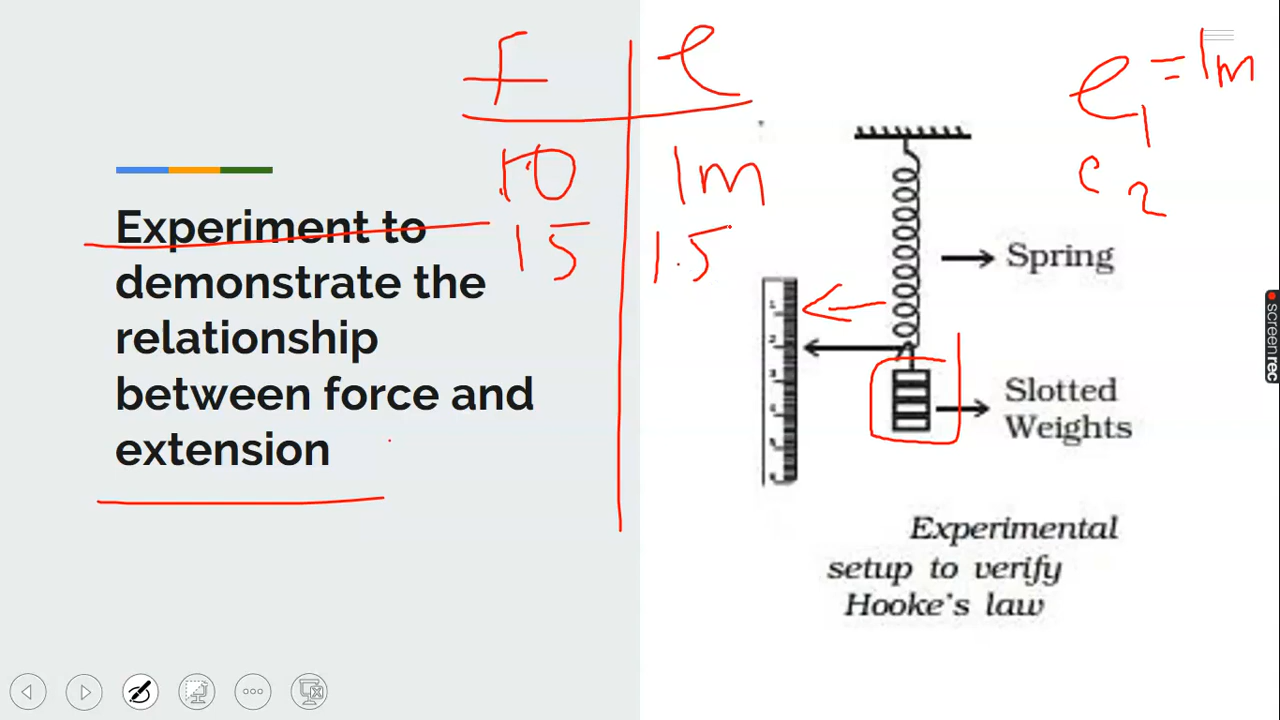 F e
10 1m
15 1.5
Experiment to
demonstrate the
relationship
between force and
extension
e1 = 1m
e2
Spring
Slotted
Weights
Experimental
setup to verify
Hooke's law
screenrec